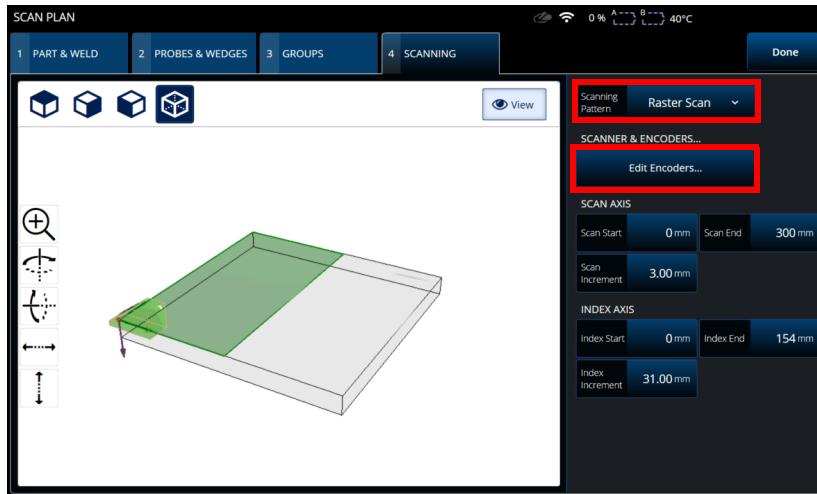 SCAN PLAN
0 % A B 40°C
1 PART & WELD 2 PROBES & WEDGES 3 GROUPS 4 SCANNING Done
View
Scanning Pattern Raster Scan
SCANNER & ENCODERS...
Edit Encoders...
SCAN AXIS
Scan Start 0 mm Scan End 300 mm
Scan Increment 3.00 mm
INDEX AXIS
Index Start 0 mm Index End 154 mm
Index Increment 31.00 mm